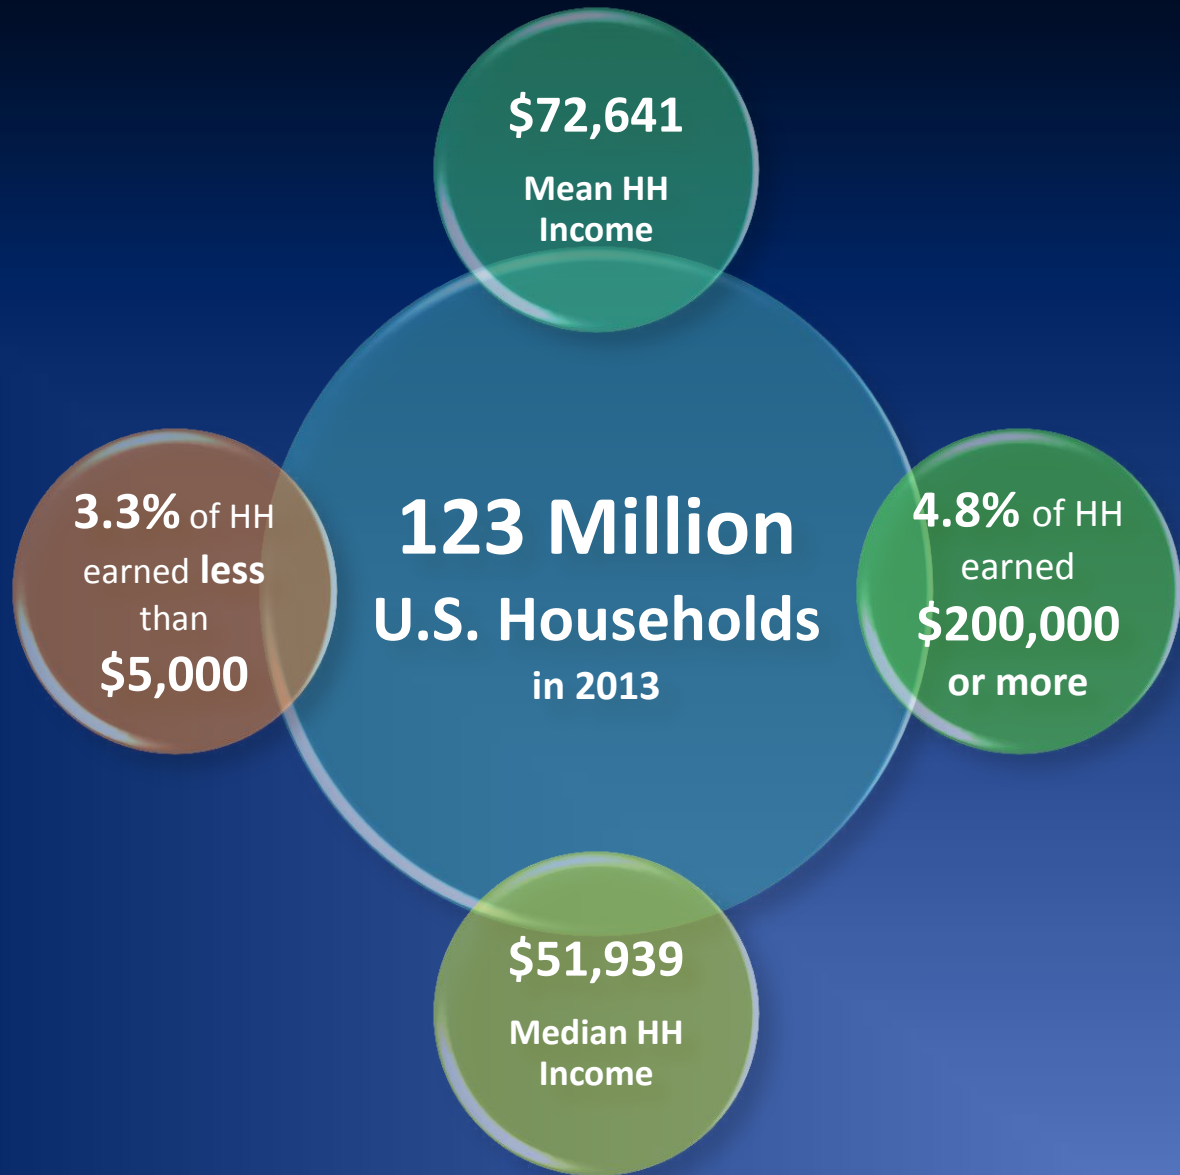 $72,641
Mean HH
Income
3.3% of HH
earned less
than
$5,000
123 Million
U.S. Households
in 2013
4.8% of HH
earned
$200,000
or more
$51,939
Median HH
Income